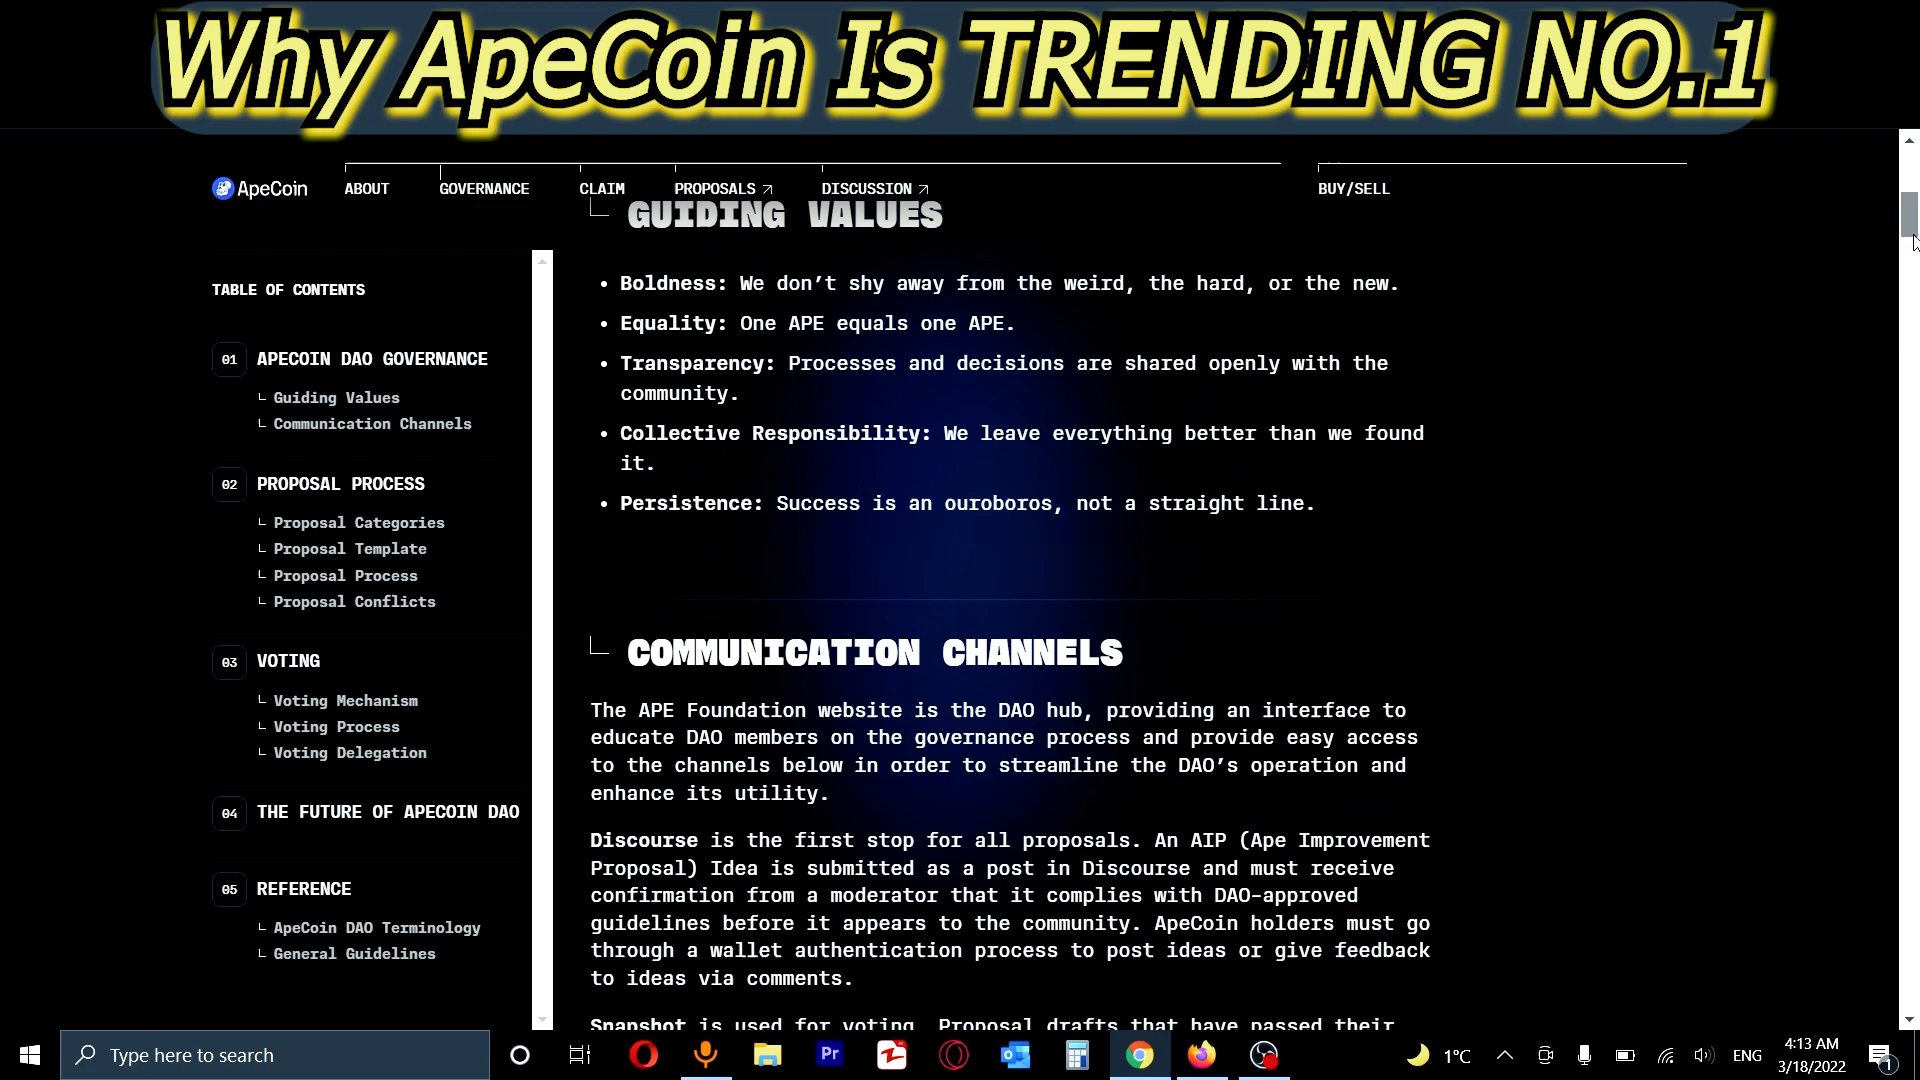 Why ApeCoin Is TRENDING NO.1
ApeCoin
ABOUT
GOVERNANCE
CLAIM
PROPOSALS
DISCUSSION
BUY/SELL
TABLE OF CONTENTS
01 APECOIN DAO GOVERNANCE
Guiding Values
Communication Channels
02 PROPOSAL PROCESS
Proposal Categories
Proposal Template
Proposal Process
Proposal Conflicts
03 VOTING
Voting Mechanism
Voting Process
Voting Delegation
04 THE FUTURE OF APECOIN DAO
05 REFERENCE
ApeCoin DAO Terminology
General Guidelines
GUIDING VALUES
• Boldness: We don’t shy away from the weird, the hard, or the new.
• Equality: One APE equals one APE.
• Transparency: Processes and decisions are shared openly with the
community.
• Collective Responsibility: We leave everything better than we found
it.
• Persistence: Success is an ouroboros, not a straight line.
COMMUNICATION CHANNELS
The APE Foundation website is the DAO hub, providing an interface to
educate DAO members on the governance process and provide easy access
to the channels below in order to streamline the DAO’s operation and
enhance its utility.
Discourse is the first stop for all proposals. An AIP (Ape Improvement
Proposal) Idea is submitted as a post in Discourse and must receive
confirmation from a moderator that it complies with DAO-approved
guidelines before it appears to the community. ApeCoin holders must go
through a wallet authentication process to post ideas or give feedback
to ideas via comments.
Snapshot is used for voting. Proposal drafts that have passed their
Type here to search
Pr
1°C
ENG
4:13 AM
3/18/2022
1